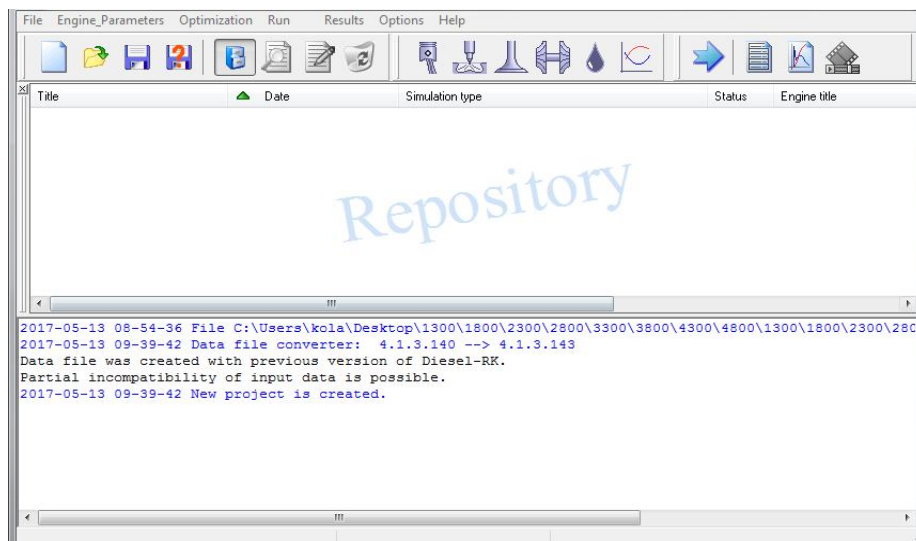 File Engine_Parameters Optimization Run Results Options Help
Title Date Simulation type Status Engine title
Repository
2017-05-13 08-54-36 File C:\Users\kola\Desktop\1300\1800\2300\2800\3300\3800\4300\4800\1300\1800\2300\280
2017-05-13 09-39-42 Data file converter: 4.1.3.140 --> 4.1.3.143
Data file was created with previous version of Diesel-RK.
Partial incompatibility of input data is possible.
2017-05-13 09-39-42 New project is created.